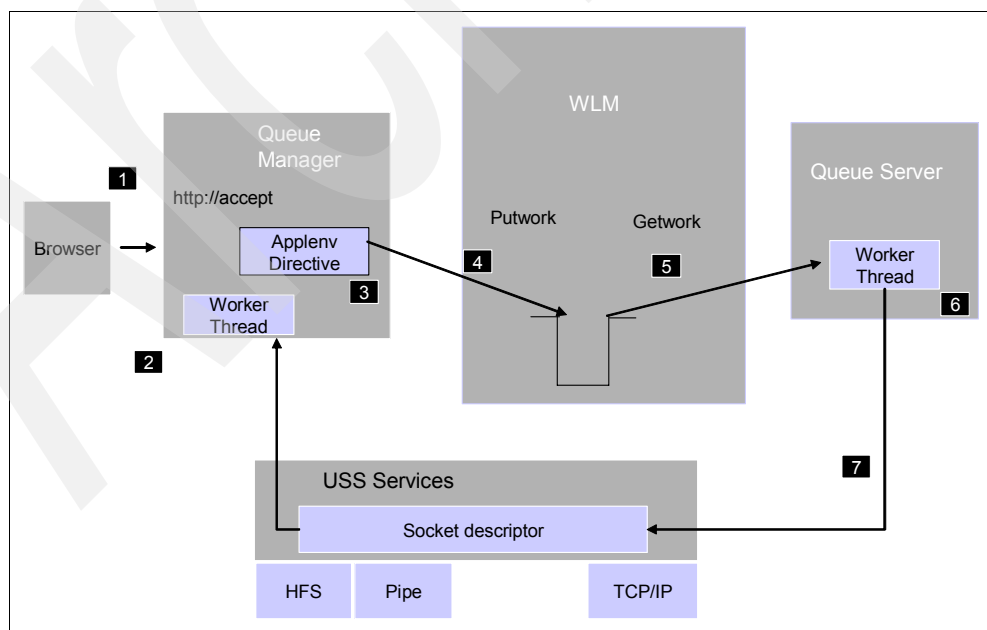 WLM
Queue
Manager
1
Queue Server
http://accept
Putwork
Getwork
Browser
Applenv
Directive
4
5
Worker
Thread
3
6
Worker
Thread
2
7
USS Services
Socket descriptor
HFS
Pipe
TCP/IP